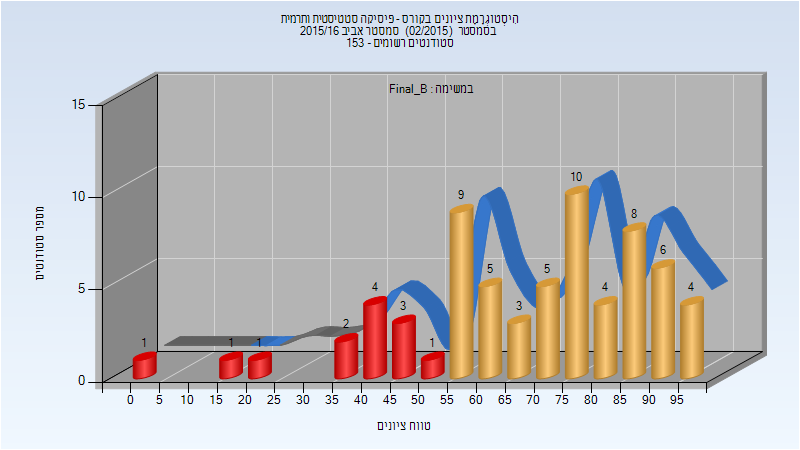 היסטוגרמת ציונים בקורס - פיסיקה סטטיסטית ותרמית
בסמסטר (02/2015) סמסטר אביב 2015/16
סטודנטים רשומים - 153
במשימה : Final_B
15
10
5
0
מספר סטודנטים
1 1 1 2 4 3 1 9 5 3 5 10 4 8 6 4
0 5 10 15 20 25 30 35 40 45 50 55 60 65 70 75 80 85 90 95
טווח ציונים